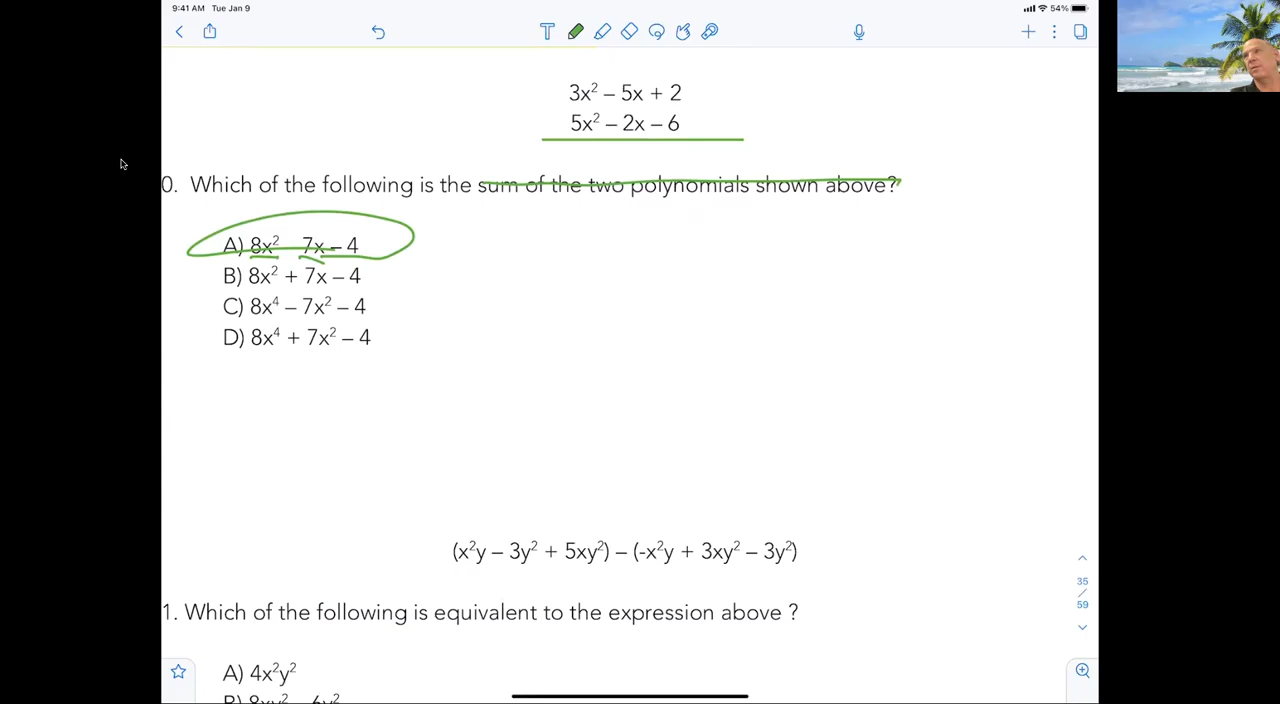 9:41 AM Tue Jan 9
54%
3x² – 5x + 2
5x² – 2x – 6
0. Which of the following is the sum of the two polynomials shown above?
A) 8x² – 7x – 4
B) 8x² + 7x – 4
C) 8x⁴ – 7x² – 4
D) 8x⁴ + 7x² – 4
(x²y – 3y² + 5xy²) – (-x²y + 3xy² – 3y²)
35
/
59
1. Which of the following is equivalent to the expression above ?
A) 4x²y²